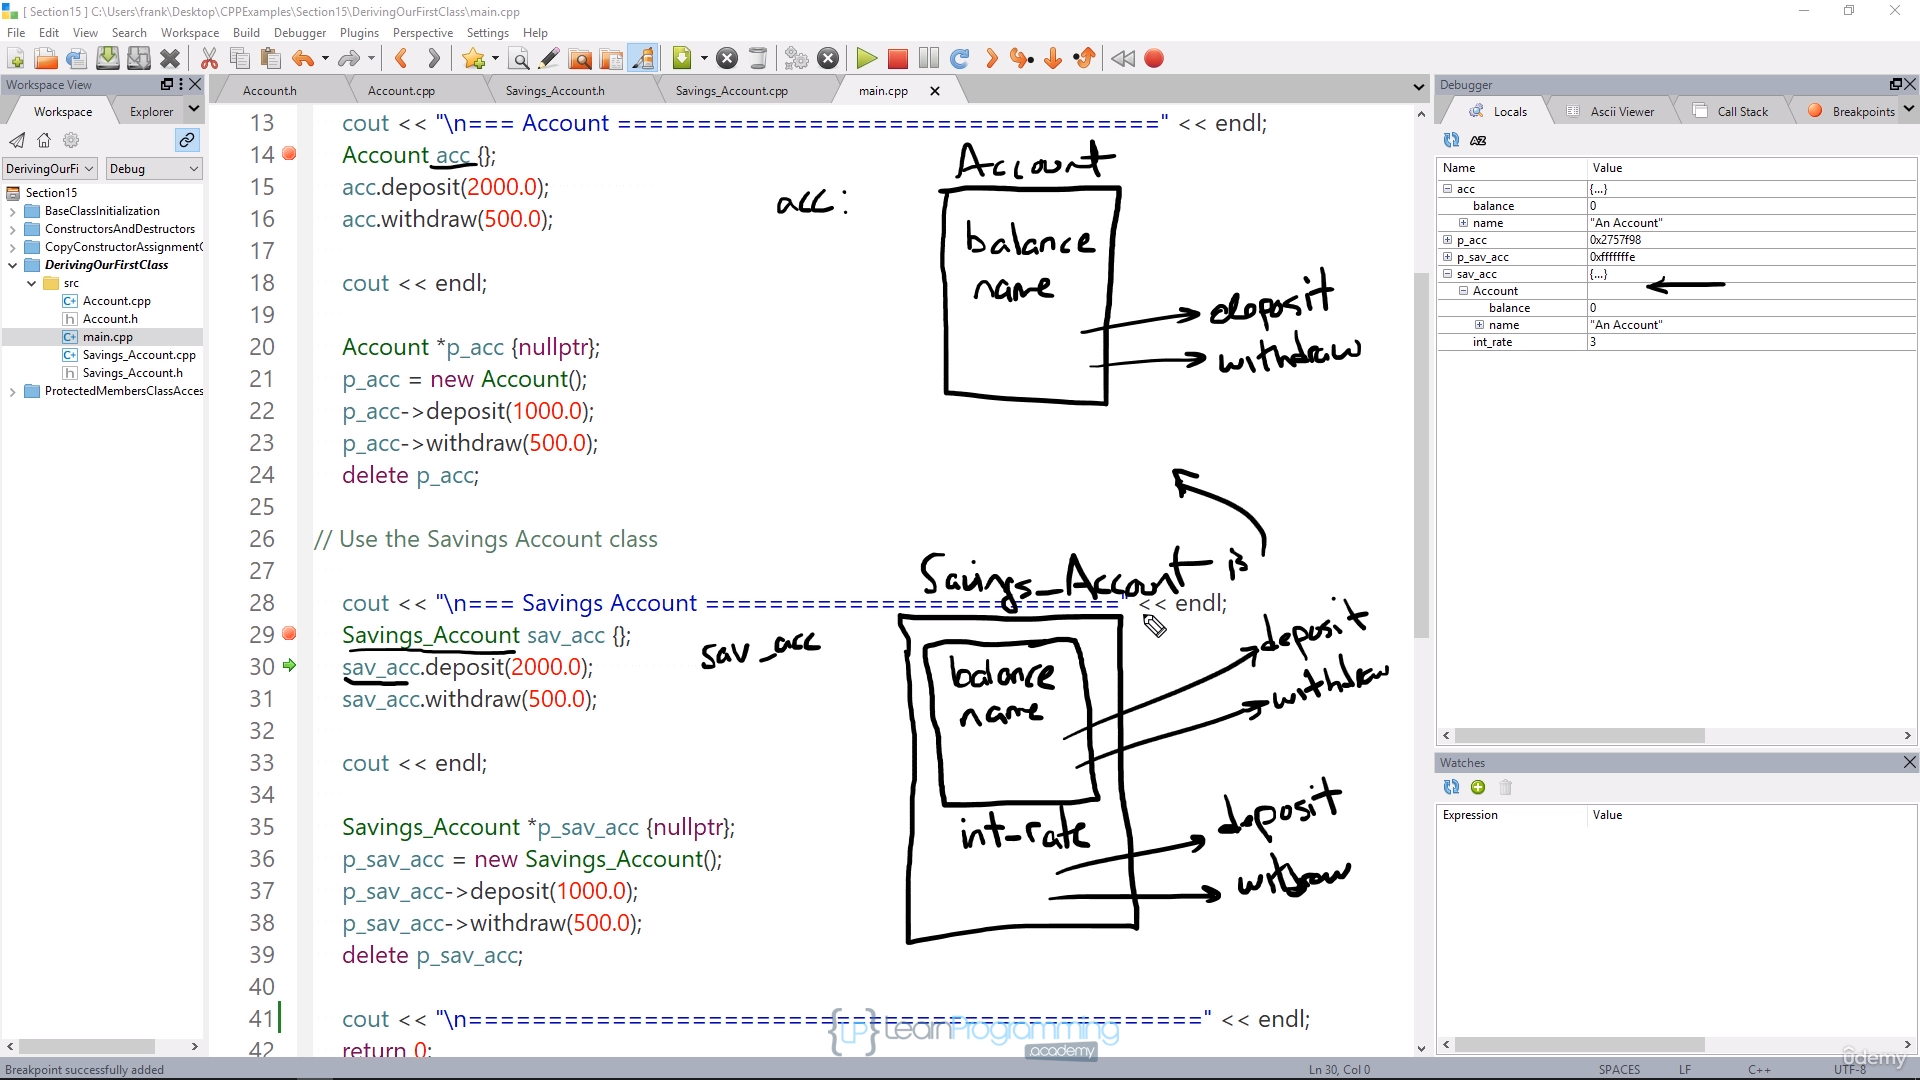 [ Section15 ] C:\Users\frank\Desktop\CPPExamples\Section15\DerivingOurFirstClass\main.cpp
File Edit View Search Workspace Build Debugger Plugins Perspective Settings Help
Workspace View
Workspace Explorer
DerivingOurFi Debug
Section15
BaseClassInitialization
ConstructorsAndDestructors
CopyConstructorAssignmentO
DerivingOurFirstClass
src
Account.cpp
Account.h
main.cpp
Savings_Account.cpp
Savings_Account.h
ProtectedMembersClassAcces
Account.h Account.cpp Savings_Account.h Savings_Account.cpp main.cpp
13 cout << "\n=== Account ==================================" << endl;
14 Account acc {};
15 acc.deposit(2000.0);
16 acc.withdraw(500.0);
17
18 cout << endl;
19
20 Account *p_acc {nullptr};
21 p_acc = new Account();
22 p_acc->deposit(1000.0);
23 p_acc->withdraw(500.0);
24 delete p_acc;
25
26 // Use the Savings Account class
27
28 cout << "\n=== Savings Account ==========================" << endl;
29 Savings_Account sav_acc {};
30 sav_acc.deposit(2000.0);
31 sav_acc.withdraw(500.0);
32
33 cout << endl;
34
35 Savings_Account *p_sav_acc {nullptr};
36 p_sav_acc = new Savings_Account();
37 p_sav_acc->deposit(1000.0);
38 p_sav_acc->withdraw(500.0);
39 delete p_sav_acc;
40
41 cout << "\n==============================================" << endl;
42 return 0;
Account
acc:
balance
name
deposit
withdraw
Savings_Account is
sav_acc
balance
name
deposit
withdraw
int_rate
deposit
withdraw
{LP} LearnProgramming
.academy
Debugger
Locals Ascii Viewer Call Stack Breakpoints
AZ
Name Value
acc {...}
balance 0
name "An Account"
p_acc 0x2757f98
p_sav_acc 0xfffffffe
sav_acc {...}
Account
balance 0
name "An Account"
int_rate 3
Watches
Expression Value
Breakpoint successfully added
Ln 30, Col 0 SPACES LF C++ UTF-8
ûdemy